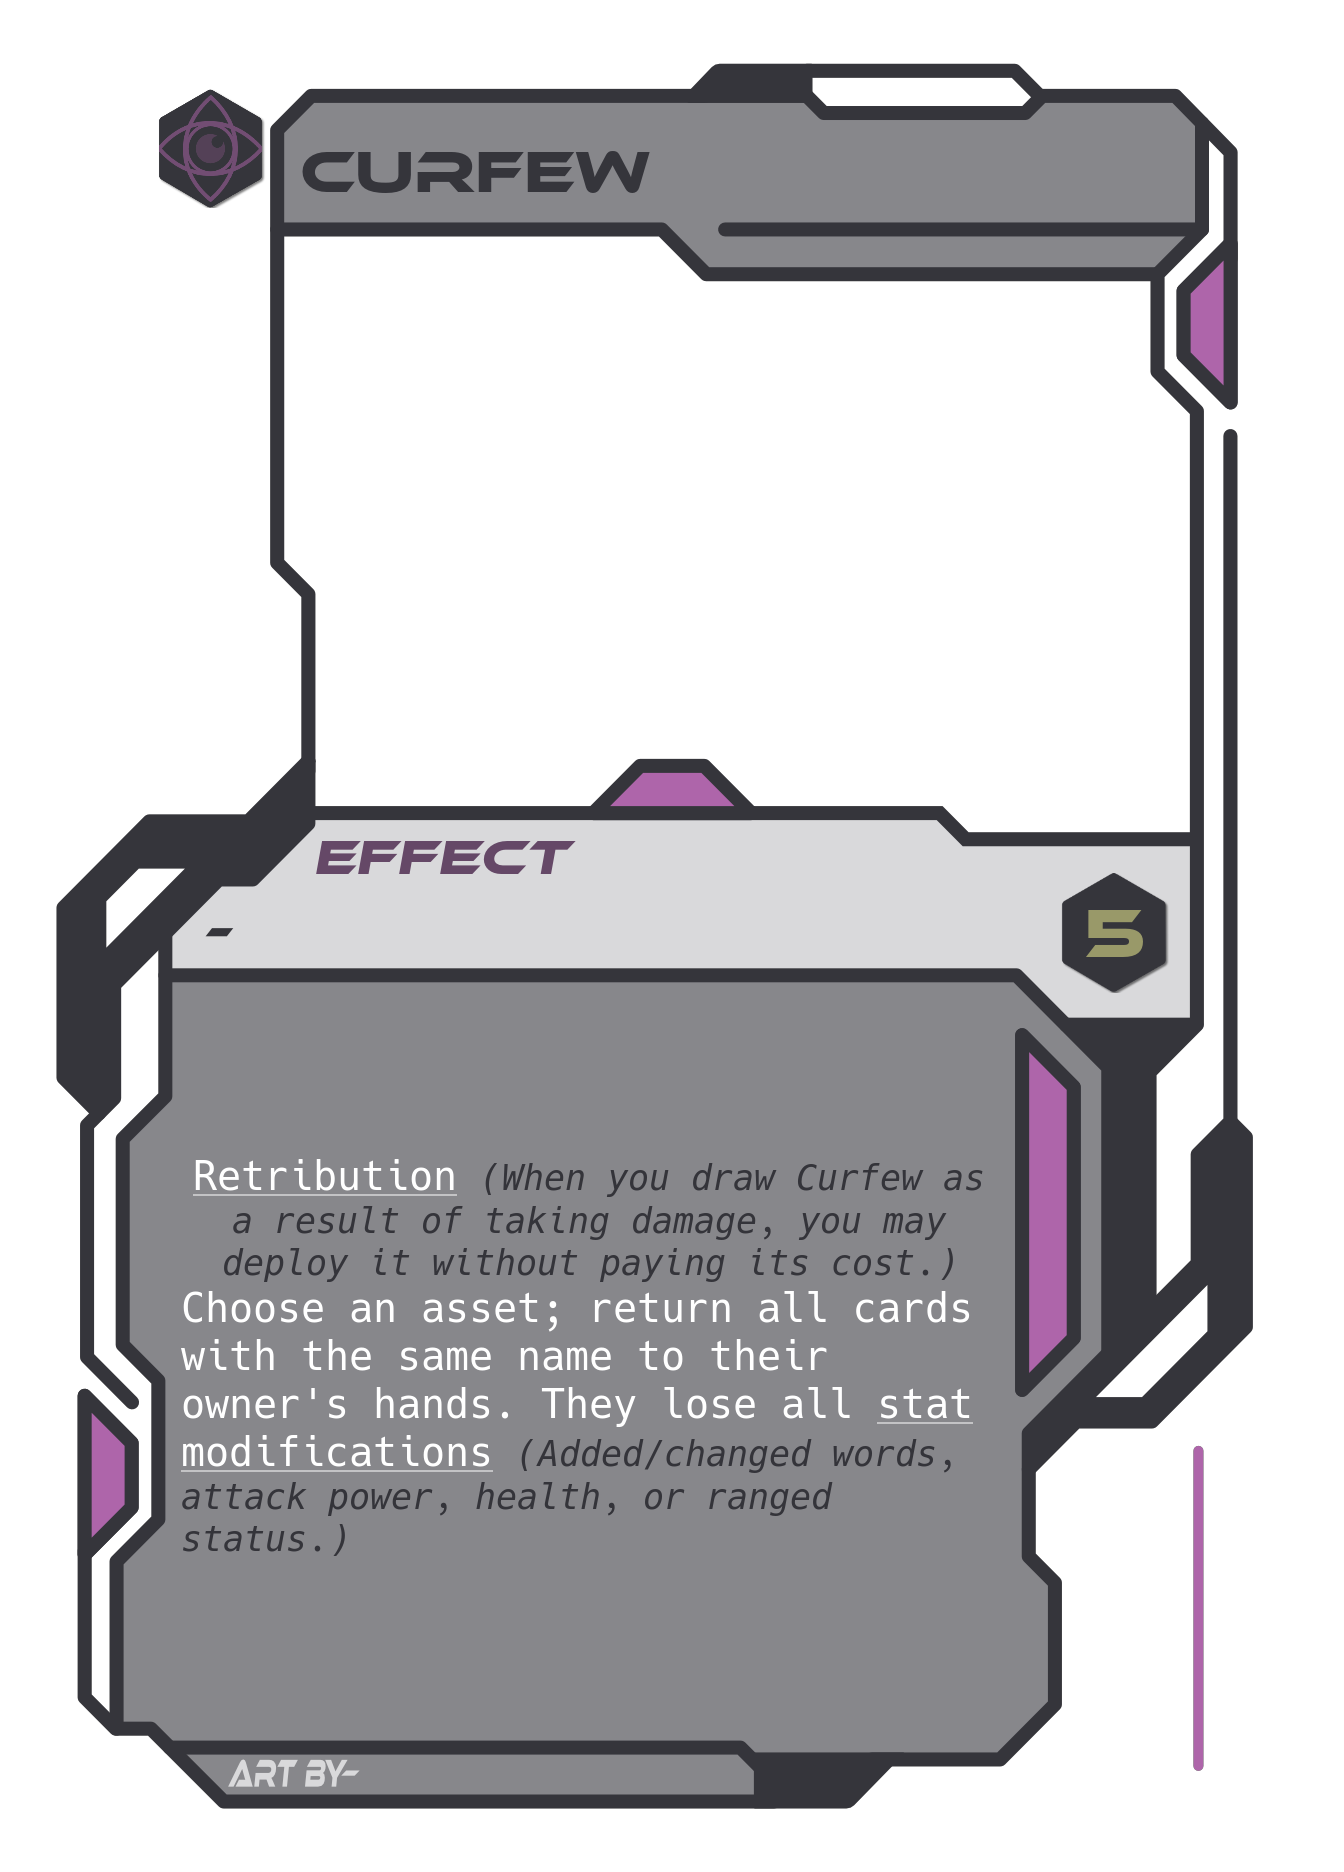 CURFEW
EFFECT
-
5
Retribution (When you draw Curfew as
a result of taking damage, you may
deploy it without paying its cost.)
Choose an asset; return all cards
with the same name to their
owner's hands. They lose all stat
modifications (Added/changed words,
attack power, health, or ranged
status.)
ART BY-